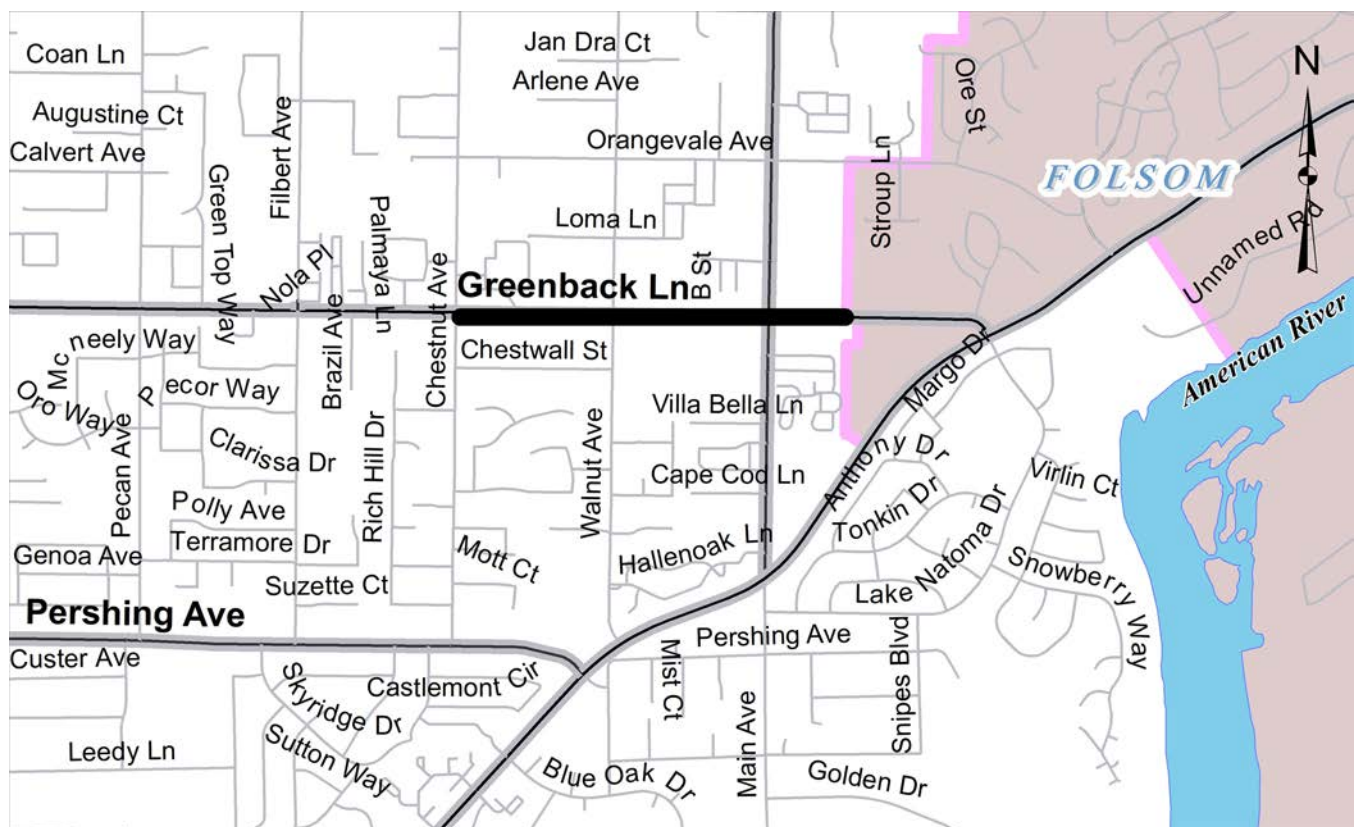 Jan Dra Ct
Coan Ln
Ore St
N
Arlene Ave
Augustine Ct
Filbert Ave
Orangevale Ave
Calvert Ave
Stroup Ln
FOLSOM
Green Top Way
Palmaya Ln
Loma Ln
Unnamed Rd
B St
Nola Pl
Chestnut Ave
Greenback Ln
Brazil Ave
Mc neely Way
Chestwall St
Margo Dr
American River
Pecor Way
Oro Way
Villa Bella Ln
Pecan Ave
Clarissa Dr
Rich Hill Dr
Walnut Ave
Anthony Dr
Cape Cod Ln
Virlin Ct
Polly Ave
Tonkin Dr
Terramore Dr
Mott Ct
Hallenoak Ln
Genoa Ave
Suzette Ct
Lake Natoma Dr
Snowberry Way
Pershing Ave
Pershing Ave
Custer Ave
Mist Ct
Snipes Blvd
Skyridge Dr
Castlemont Cir
Main Ave
Leedy Ln
Sutton Way
Blue Oak Dr
Golden Dr